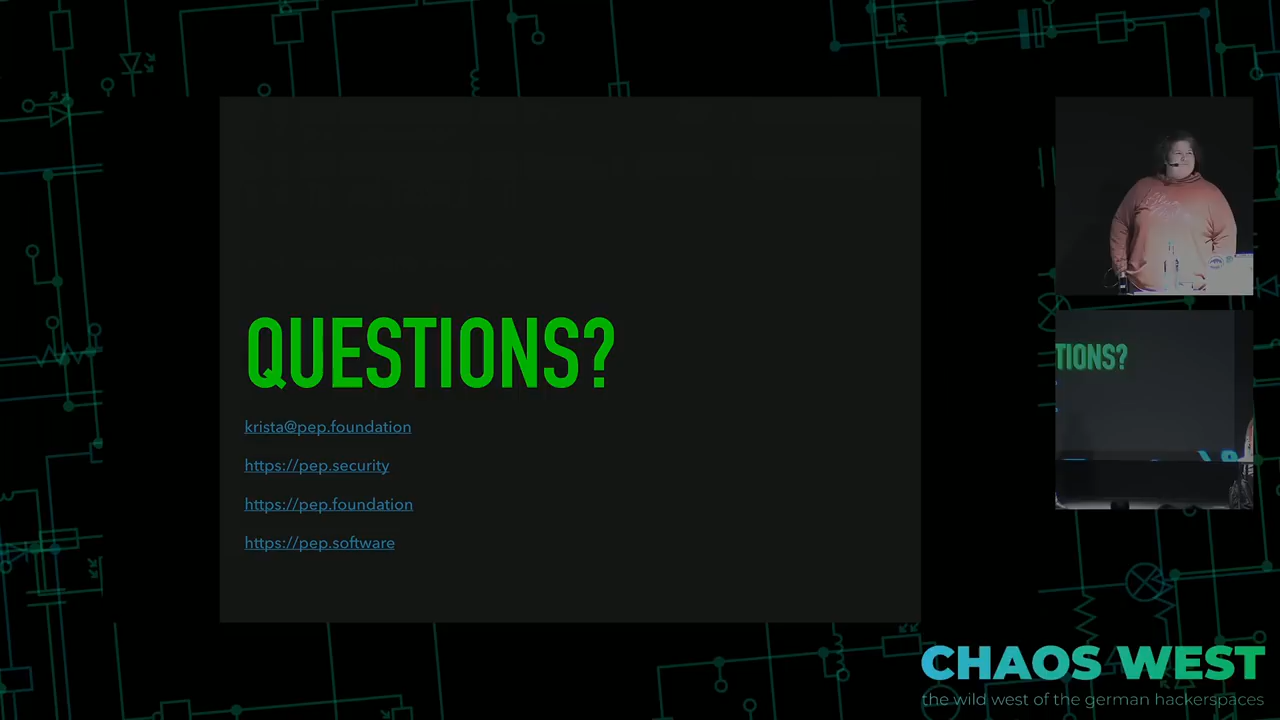 QUESTIONS?
krista@pep.foundation
https://pep.security
https://pep.foundation
https://pep.software
TIONS?
CHAOS WEST
the wild west of the german hackerspaces